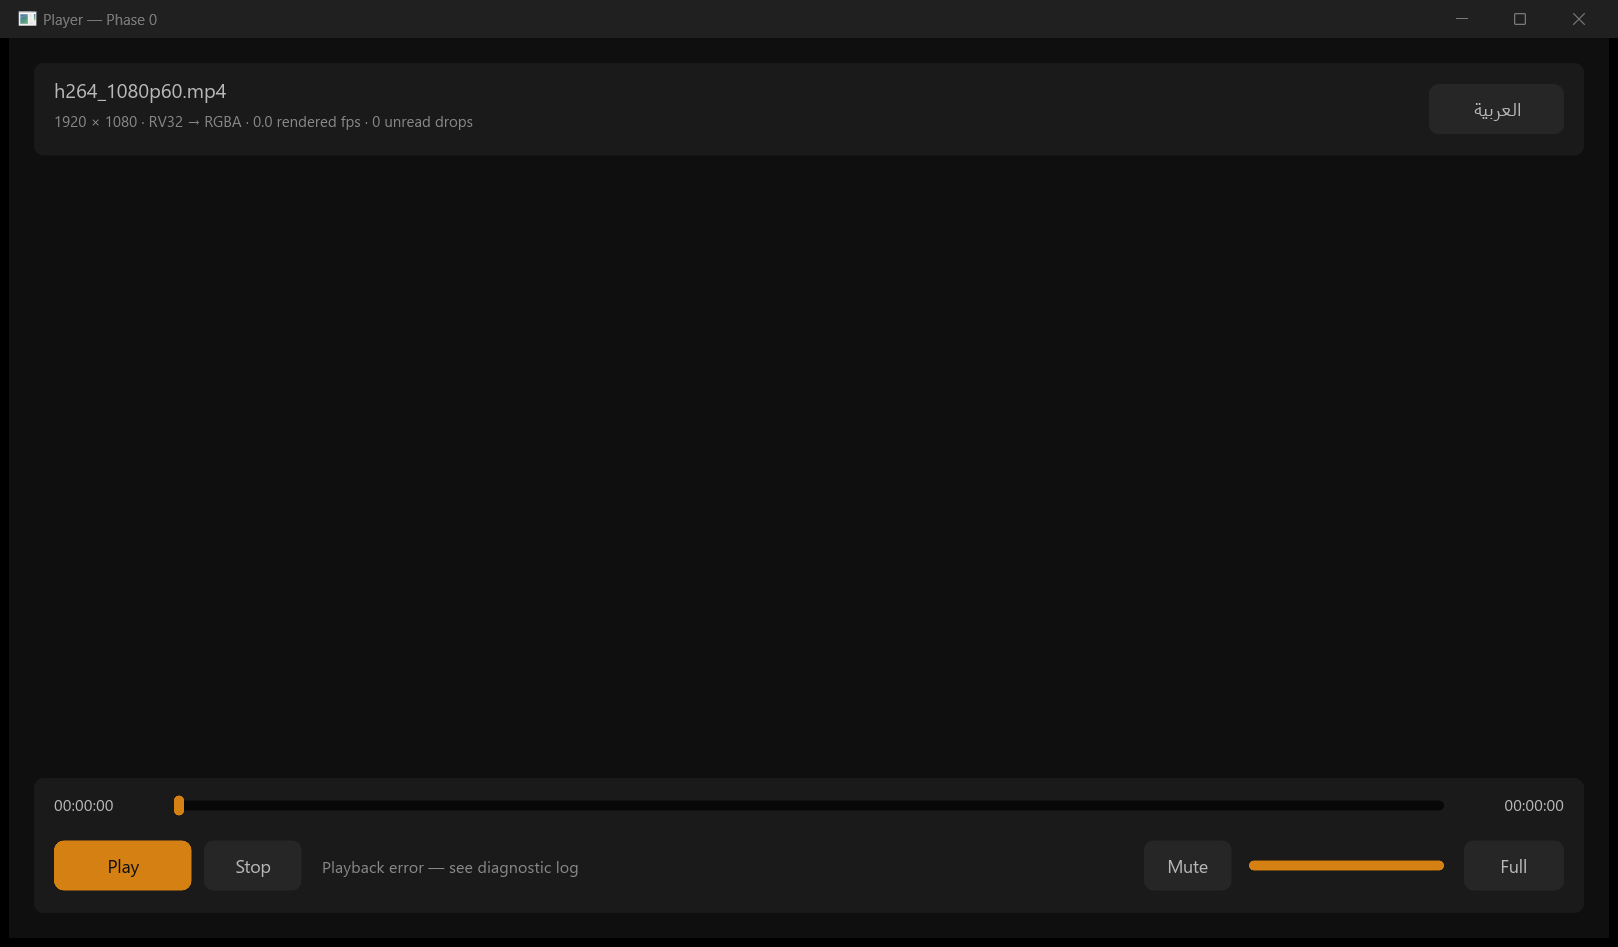 Player — Phase 0
h264_1080p60.mp4
1920 × 1080 · RV32 → RGBA · 0.0 rendered fps · 0 unread drops
العربية
00:00:00
00:00:00
Play
Stop
Playback error — see diagnostic log
Mute
Full